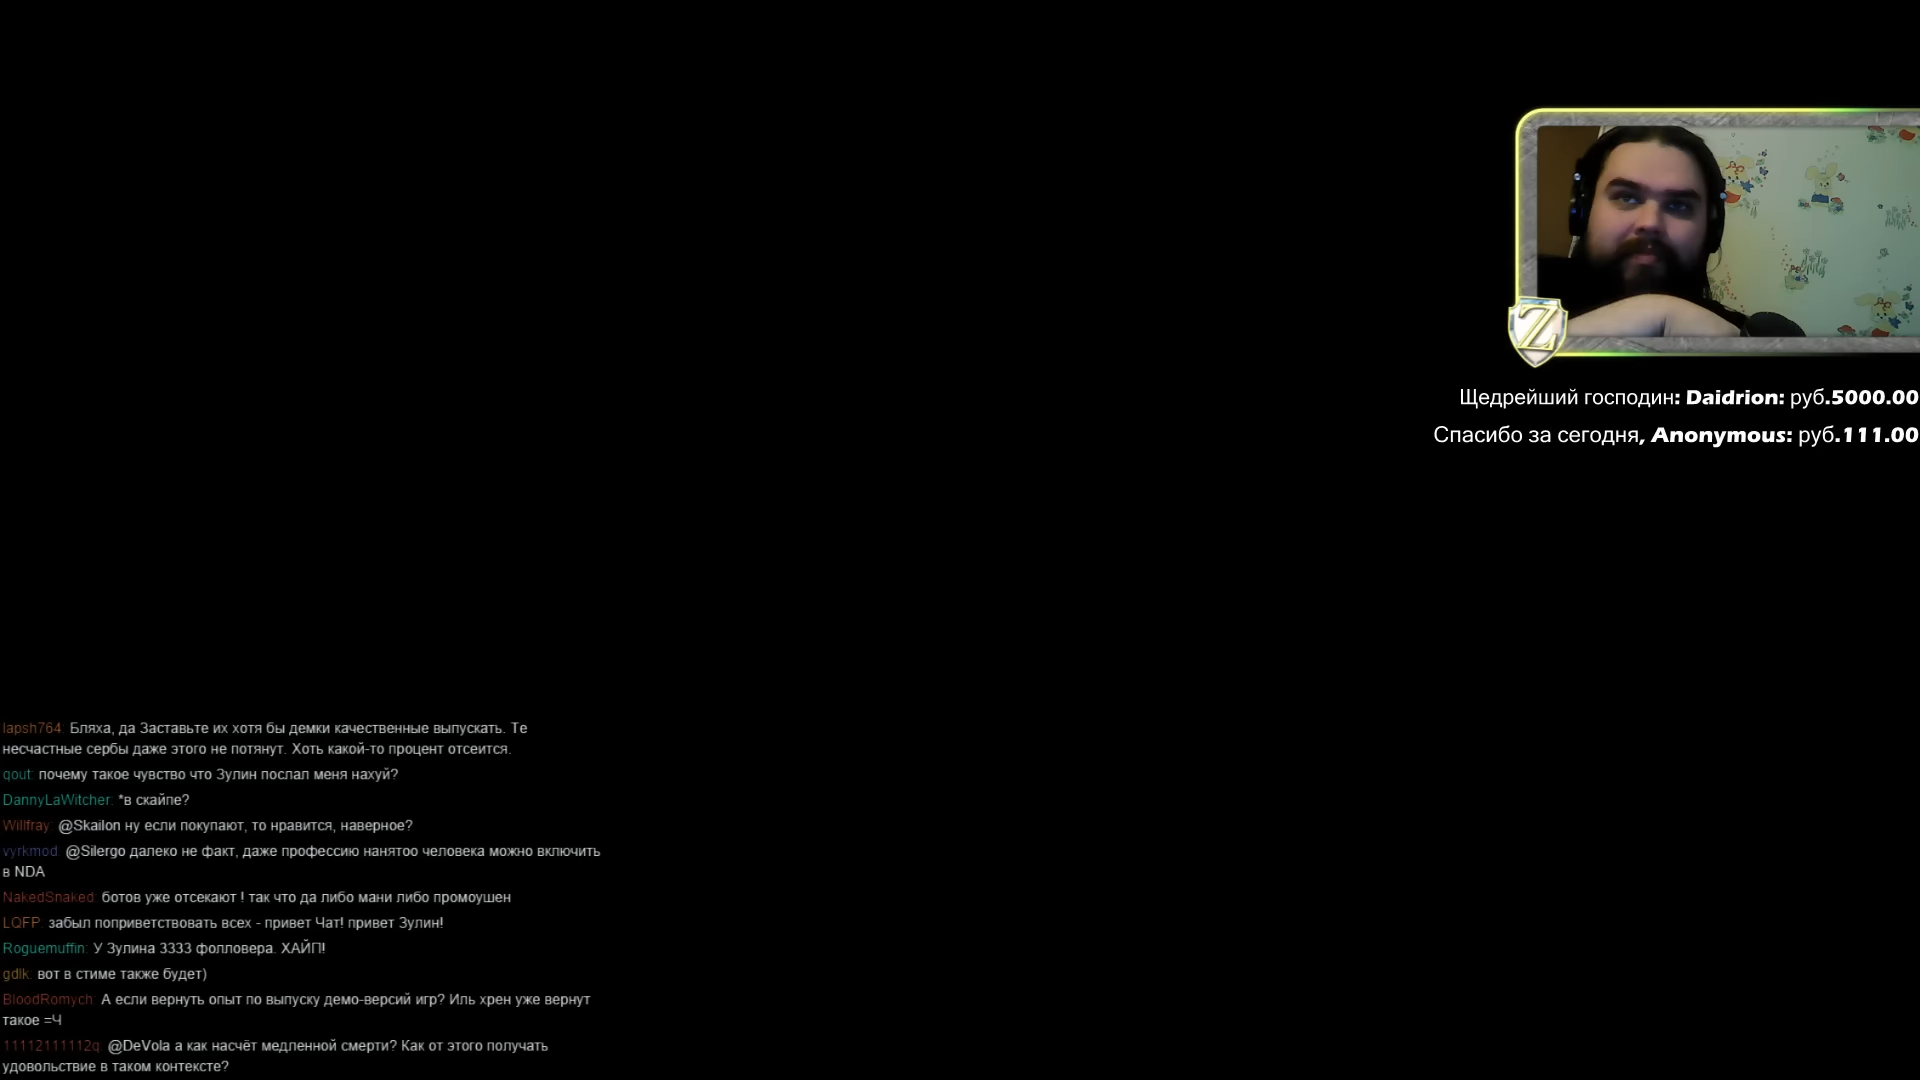 Z
Щедрейший господин: Daidrion: руб.5000.00
Спасибо за сегодня, Anonymous: руб.111.00
lapsh764: Бляха, да Заставьте их хотя бы демки качественные выпускать. Те
несчастные сербы даже этого не потянут. Хоть какой-то процент отсеится.
qout: почему такое чувство что Зулин послал меня нахуй?
DannyLaWitcher: *в скайпе?
Willfray: @Skailon ну если покупают, то нравится, наверное?
vyrkmod: @Silergo далеко не факт, даже профессию нанятоо человека можно включить
в NDA
NakedSnaked: ботов уже отсекают ! так что да либо мани либо промоушен
LQFP: забыл поприветствовать всех - привет Чат! привет Зулин!
Roguemuffin: У Зулина 3333 фолловера. ХАЙП!
gdlk: вот в стиме также будет)
BloodRomych: А если вернуть опыт по выпуску демо-версий игр? Иль хрен уже вернут
такое =Ч
11112111112q: @DeVola а как насчёт медленной смерти? Как от этого получать
удовольствие в таком контексте?